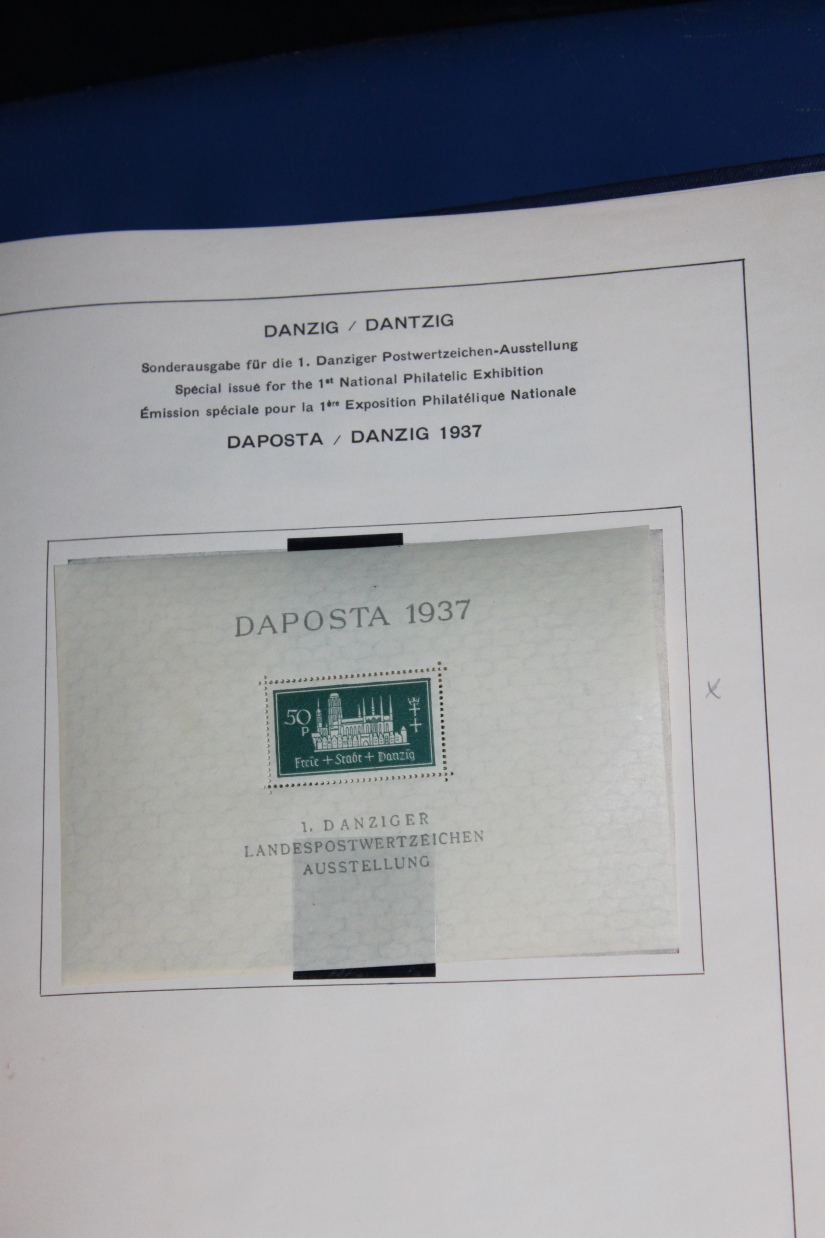 DANZIG / DANTZIG
Sonderausgabe für die 1. Danziger Postwertzeichen-Ausstellung
Special issue for the 1st National Philatelic Exhibition
Émission spéciale pour la 1ère Exposition Philatélique Nationale
DAPOSTA / DANZIG 1937
DAPOSTA 1937
50
P
Freie + Stadt + Danzig
1. DANZIGER
LANDESPOSTWERTZEICHEN
AUSSTELLUNG
x